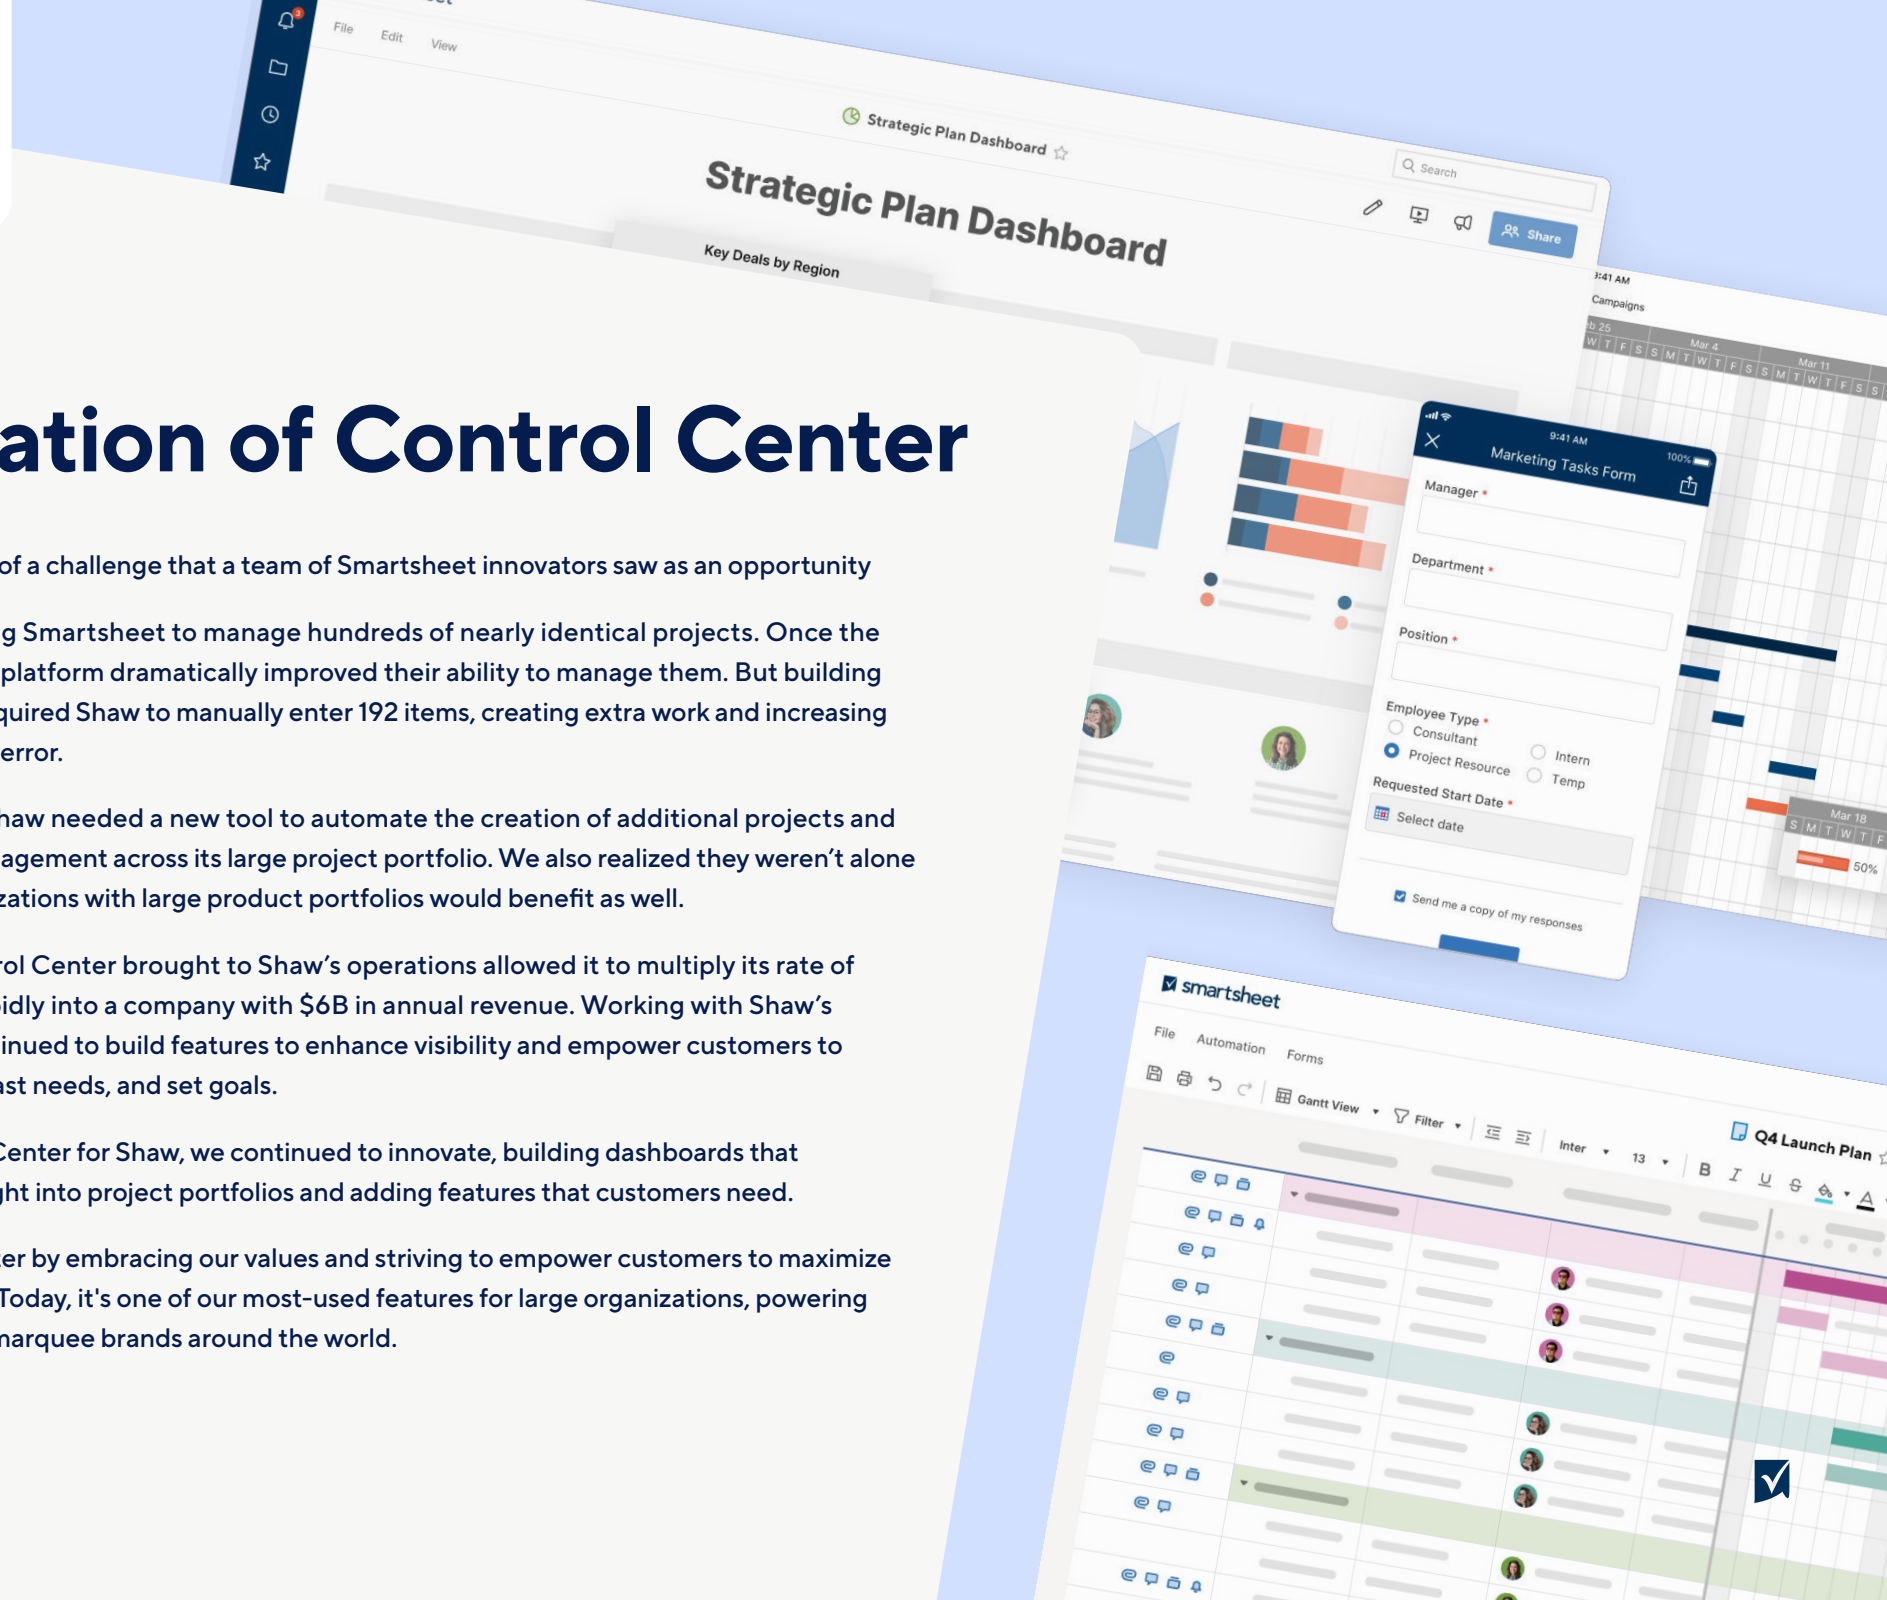 3
File Edit View
Strategic Plan Dashboard
Search
Strategic Plan Dashboard
Share
Key Deals by Region
9:41 AM
Campaigns
25
Mar 4
Mar 11
W T F S S M T W T F S S M T W T F S S
ation of Control Center
of a challenge that a team of Smartsheet innovators saw as an opportunity
g Smartsheet to manage hundreds of nearly identical projects. Once the
platform dramatically improved their ability to manage them. But building
quired Shaw to manually enter 192 items, creating extra work and increasing
error.
haw needed a new tool to automate the creation of additional projects and
agement across its large project portfolio. We also realized they weren't alone
zations with large product portfolios would benefit as well.
rol Center brought to Shaw's operations allowed it to multiply its rate of
idly into a company with $6B in annual revenue. Working with Shaw's
inued to build features to enhance visibility and empower customers to
ast needs, and set goals.
Center for Shaw, we continued to innovate, building dashboards that
ght into project portfolios and adding features that customers need.
ter by embracing our values and striving to empower customers to maximize
Today, it's one of our most-used features for large organizations, powering
marquee brands around the world.
9:41 AM
100%
Marketing Tasks Form
Manager *
Department *
Position *
Employee Type *
Consultant
Intern
Project Resource
Temp
Requested Start Date *
Select date
Send me a copy of my responses
Mar 18
S M T W T F
50%
smartsheet
File Automation Forms
Gantt View Filter Inter 13 B I U S A
Q4 Launch Plan